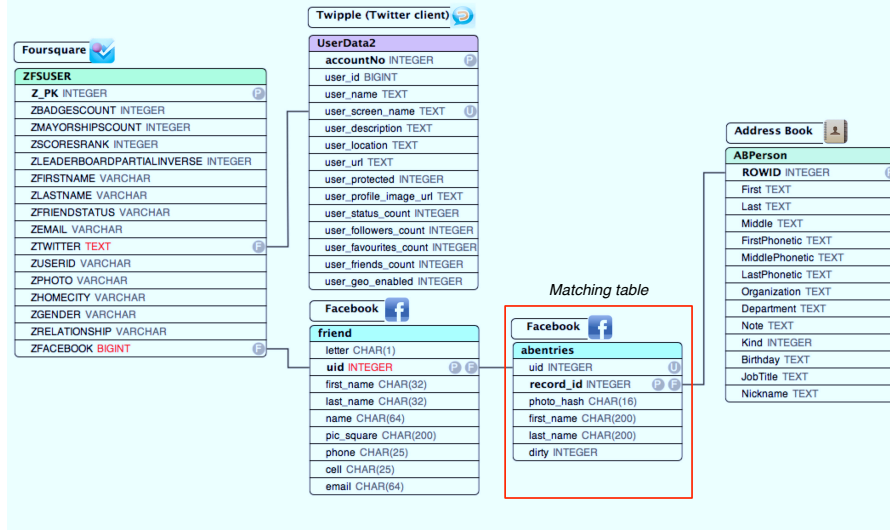 Foursquare
ZFSUSER
Z_PK INTEGER P
ZBADGESCOUNT INTEGER
ZMAYORSHIPSCOUNT INTEGER
ZSCORESRANK INTEGER
ZLEADERBOARDPARTIALINVERSE INTEGER
ZFIRSTNAME VARCHAR
ZLASTNAME VARCHAR
ZFRIENDSTATUS VARCHAR
ZEMAIL VARCHAR
ZTWITTER TEXT F
ZUSERID VARCHAR
ZPHOTO VARCHAR
ZHOMECITY VARCHAR
ZGENDER VARCHAR
ZRELATIONSHIP VARCHAR
ZFACEBOOK BIGINT F
Twipple (Twitter client)
UserData2
accountNo INTEGER P
user_id BIGINT
user_name TEXT
user_screen_name TEXT U
user_description TEXT
user_location TEXT
user_url TEXT
user_protected INTEGER
user_profile_image_url TEXT
user_status_count INTEGER
user_followers_count INTEGER
user_favourites_count INTEGER
user_friends_count INTEGER
user_geo_enabled INTEGER
Facebook f
friend
letter CHAR(1)
uid INTEGER P F
first_name CHAR(32)
last_name CHAR(32)
name CHAR(64)
pic_square CHAR(200)
phone CHAR(25)
cell CHAR(25)
email CHAR(64)
Matching table
Facebook f
abentries
uid INTEGER U
record_id INTEGER P F
photo_hash CHAR(16)
first_name CHAR(200)
last_name CHAR(200)
dirty INTEGER
Address Book
ABPerson
ROWID INTEGER
First TEXT
Last TEXT
Middle TEXT
FirstPhonetic TEXT
MiddlePhonetic TEXT
LastPhonetic TEXT
Organization TEXT
Department TEXT
Note TEXT
Kind INTEGER
Birthday TEXT
JobTitle TEXT
Nickname TEXT